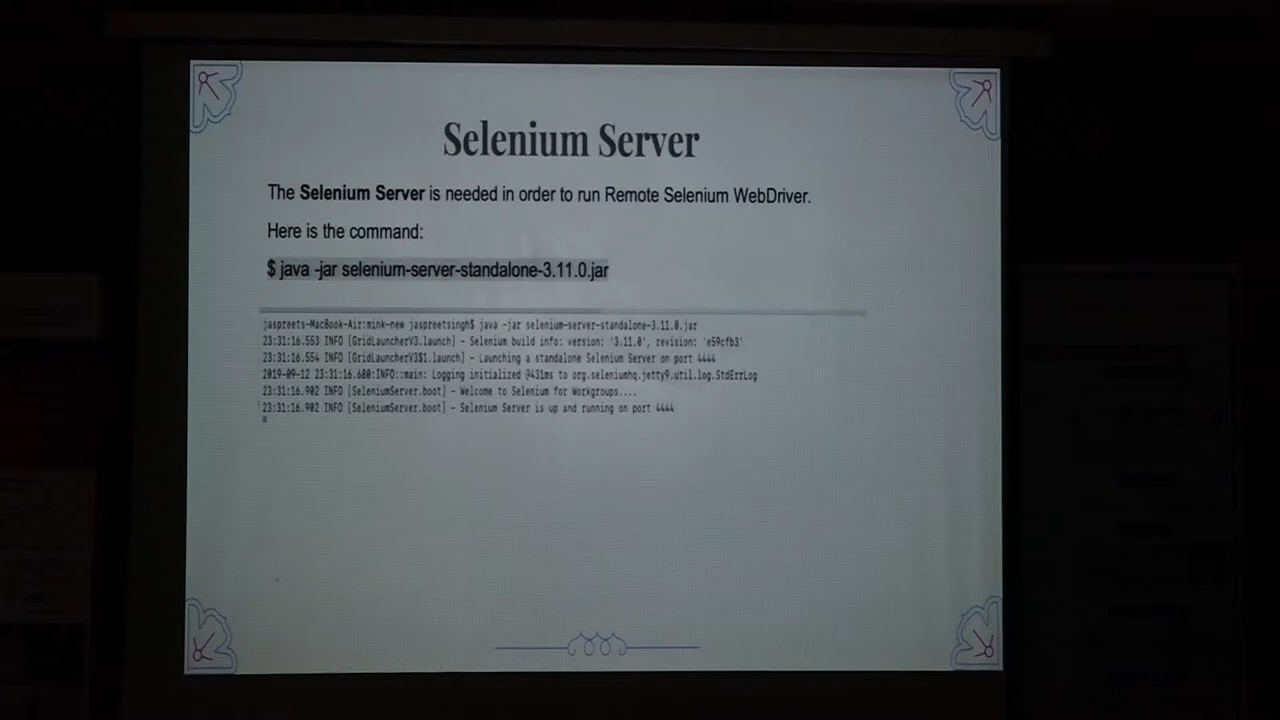 Selenium Server
The Selenium Server is needed in order to run Remote Selenium WebDriver.
Here is the command:
$ java -jar selenium-server-standalone-3.11.0.jar
jaspreets-MacBook-Air:mink-new jaspreetsingh$ java -jar selenium-server-standalone-3.11.0.jar
23:31:16.553 INFO [GridLauncherV3.launch] - Selenium build info: version: '3.11.0', revision: 'e59cfb3'
23:31:16.554 INFO [GridLauncherV3$1.launch] - Launching a standalone Selenium Server on port 4444
2019-09-12 23:31:16.680:INFO::main: Logging initialized @431ms to org.seleniumhq.jetty9.util.log.StdErrLog
23:31:16.902 INFO [SeleniumServer.boot] - Welcome to Selenium for Workgroups....
23:31:16.902 INFO [SeleniumServer.boot] - Selenium Server is up and running on port 4444